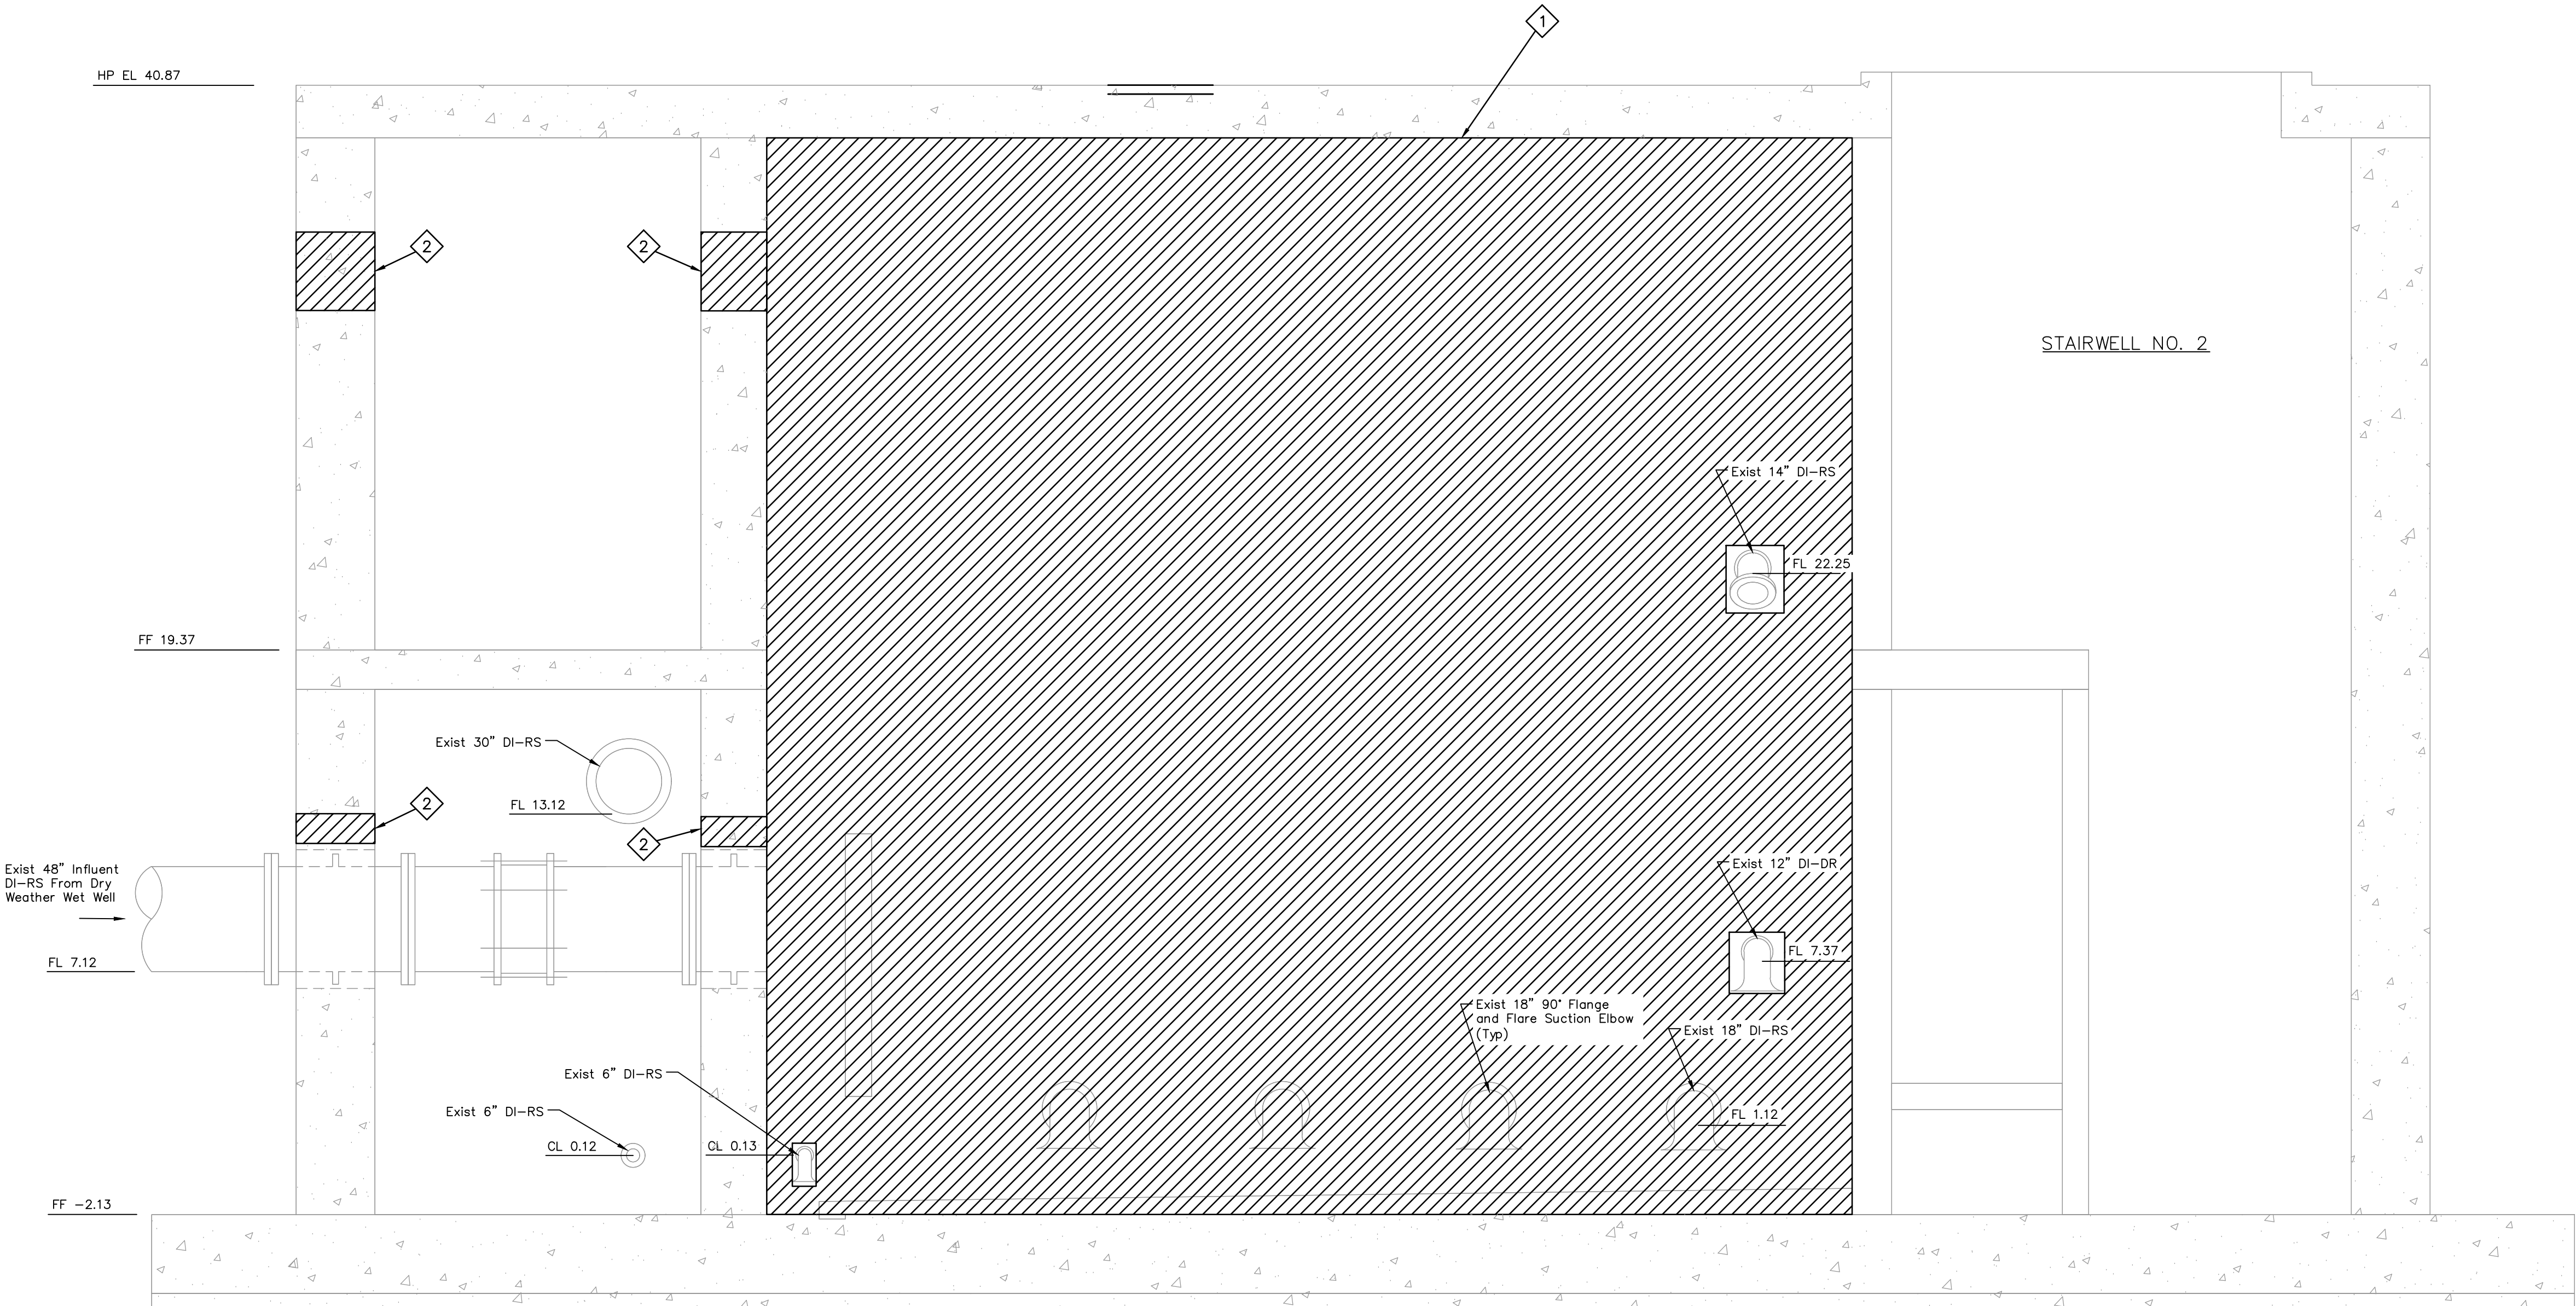 1
HP EL 40.87
2
2
STAIRWELL NO. 2
Exist 14” DI-RS
FL 22.25
FF 19.37
Exist 30” DI-RS
FL 13.12
2
2
Exist 48” Influent
DI-RS From Dry
Weather Wet Well
Exist 12” DI-DR
FL 7.37
FL 7.12
Exist 18” 90° Flange
and Flare Suction Elbow
(Typ)
Exist 18” DI-RS
Exist 6” DI-RS
Exist 6” DI-RS
FL 1.12
CL 0.12
CL 0.13
FF -2.13